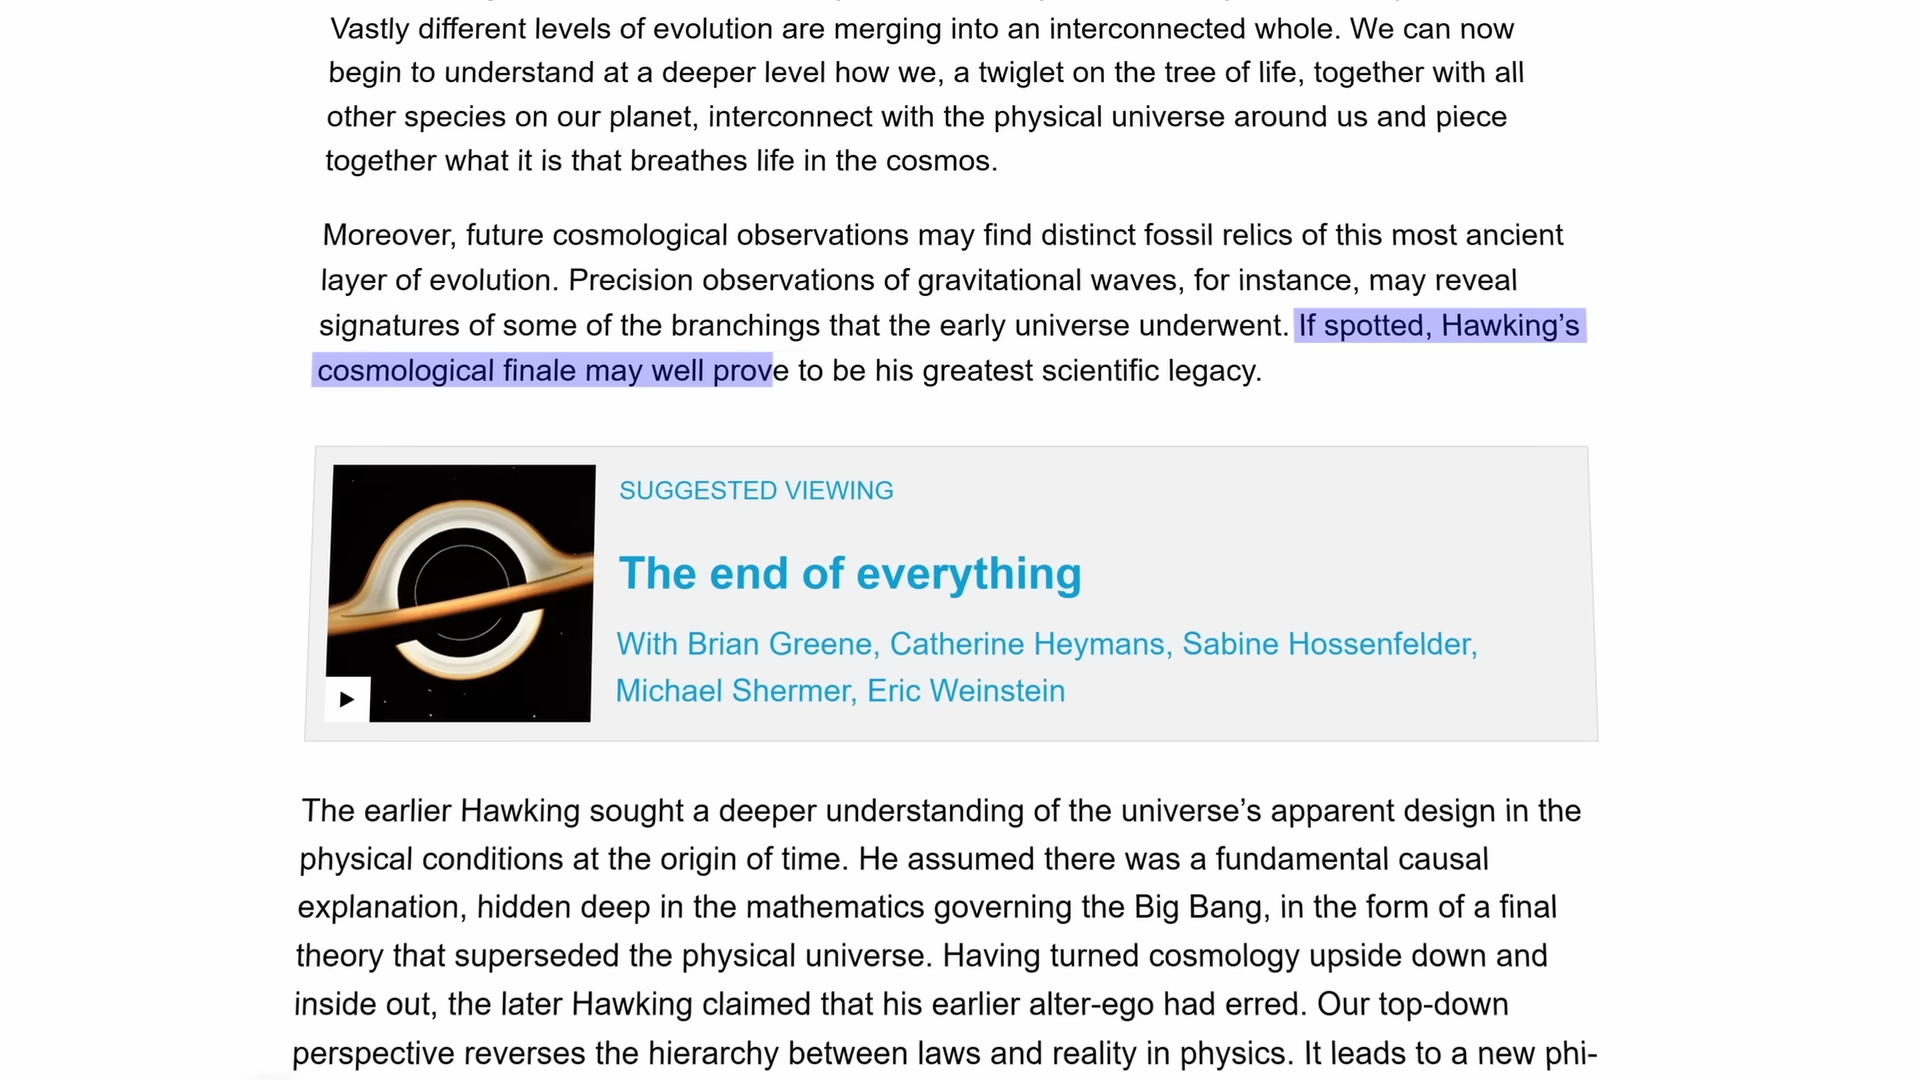 Vastly different levels of evolution are merging into an interconnected whole. We can now
begin to understand at a deeper level how we, a twiglet on the tree of life, together with all
other species on our planet, interconnect with the physical universe around us and piece
together what it is that breathes life in the cosmos.
Moreover, future cosmological observations may find distinct fossil relics of this most ancient
layer of evolution. Precision observations of gravitational waves, for instance, may reveal
signatures of some of the branchings that the early universe underwent. If spotted, Hawking’s
cosmological finale may well prove to be his greatest scientific legacy.
SUGGESTED VIEWING
The end of everything
With Brian Greene, Catherine Heymans, Sabine Hossenfelder,
Michael Shermer, Eric Weinstein
The earlier Hawking sought a deeper understanding of the universe’s apparent design in the
physical conditions at the origin of time. He assumed there was a fundamental causal
explanation, hidden deep in the mathematics governing the Big Bang, in the form of a final
theory that superseded the physical universe. Having turned cosmology upside down and
inside out, the later Hawking claimed that his earlier alter-ego had erred. Our top-down
perspective reverses the hierarchy between laws and reality in physics. It leads to a new phi-